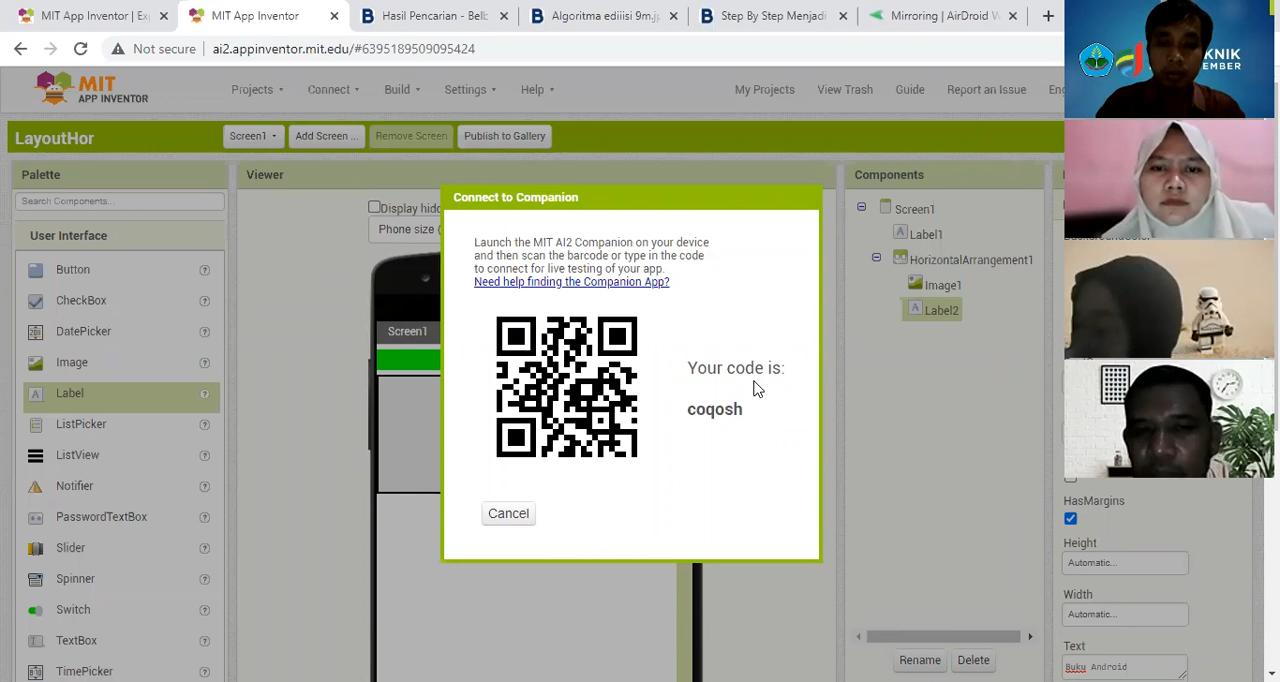 MIT App Inventor | Exp
MIT App Inventor
Hasil Pencarian - Belb
Algoritma ediiisi 9m.jp
Step By Step Menjadi
Mirroring | AirDroid W
Not secure
ai2.appinventor.mit.edu/#6395189509095424
MIT
APP INVENTOR
Projects
Connect
Build
Settings
Help
My Projects
View Trash
Guide
Report an Issue
KNIK
EMBER
LayoutHor
Screen1
Add Screen ...
Remove Screen
Publish to Gallery
Palette
Search Components...
User Interface
Button
CheckBox
DatePicker
Image
Label
ListPicker
ListView
Notifier
PasswordTextBox
Slider
Spinner
Switch
TextBox
TimePicker
Viewer
Display hidd
Phone size (
Screen1
Connect to Companion
Launch the MIT AI2 Companion on your device
and then scan the barcode or type in the code
to connect for live testing of your app.
Need help finding the Companion App?
Your code is:
coqosh
Cancel
Components
Screen1
Label1
HorizontalArrangement1
Image1
Label2
Rename
Delete
HasMargins
Height
Automatic...
Width
Automatic...
Text
Buku Android